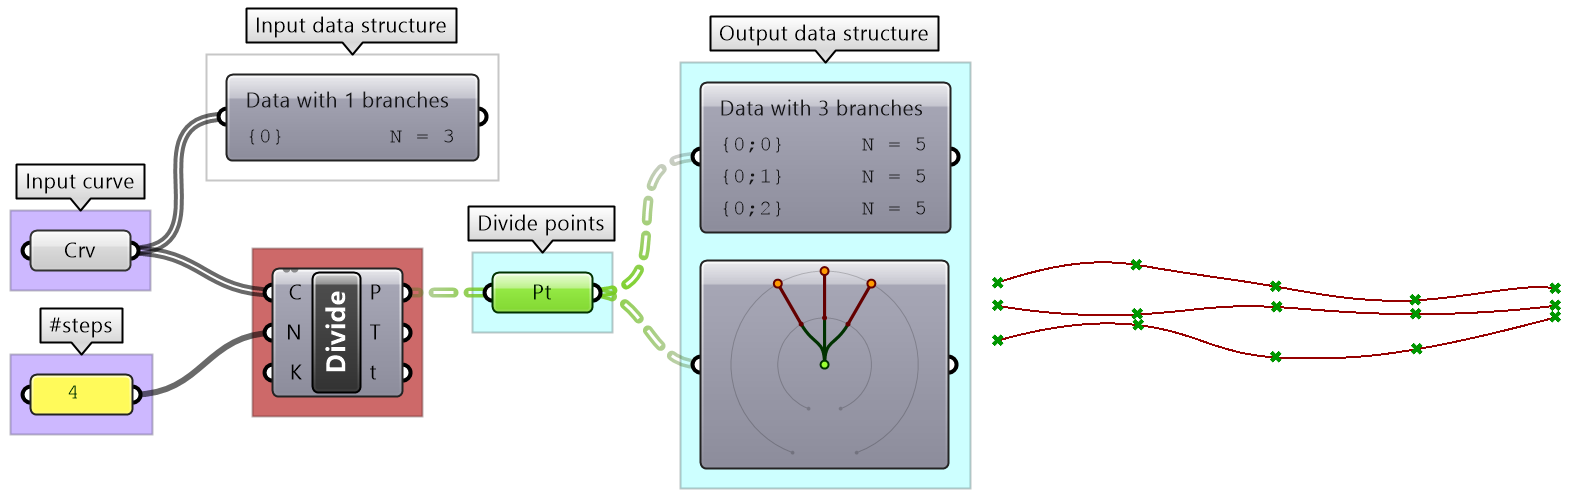 Input data structure
Data with 1 branches
{0} N = 3
Input curve
Crv
#steps
4
C
N
K
Divide
P
T
t
Divide points
Pt
Output data structure
Data with 3 branches
{0;0} N = 5
{0;1} N = 5
{0;2} N = 5